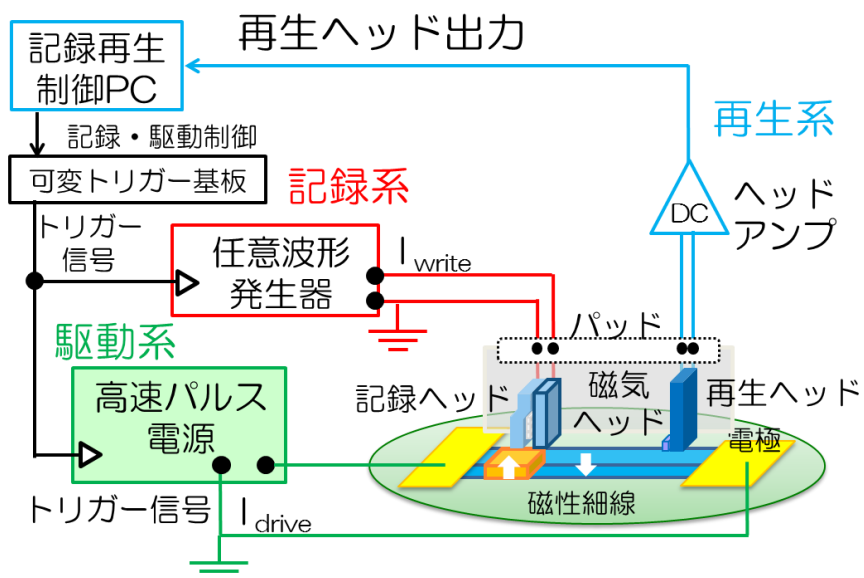 再生ヘッド出力
記録再生
制御PC
記録・駆動制御
再生系
可変トリガー基板
記録系
ヘッド
アンプ
DC
トリガー
信号
任意波形
発生器
I write
パッド
駆動系
高速パルス
電源
記録ヘッド
磁気
ヘッド
再生ヘッド
電極
磁性細線
トリガー信号
I drive